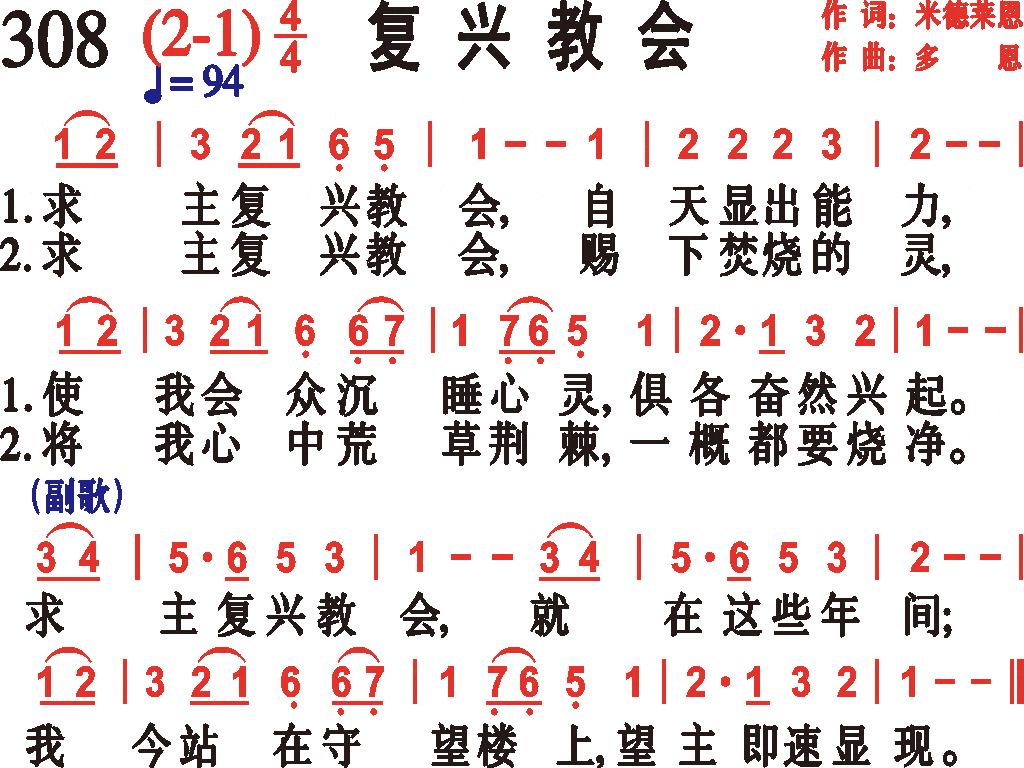 308 (2-1) 4/4 复兴教会 作 词：米德莱恩
♩= 94 作 曲：多 恩
1 2 | 3 2 1 6 5 | 1 - - 1 | 2 2 2 3 | 2 - - |
1. 求 主复 兴教 会, 自 天显出能 力,
2. 求 主复 兴教 会, 赐 下焚烧的 灵,
1 2 | 3 2 1 6 6 7 | 1 7 6 5 1 | 2 · 1 3 2 | 1 - - |
1. 使 我会 众沉 睡心 灵, 俱 各 奋然兴 起。
2. 将 我心 中荒 草荆 棘, 一 概 都要烧 净。
(副歌)
3 4 | 5 · 6 5 3 | 1 - - 3 4 | 5 · 6 5 3 | 2 - - |
求 主 复兴教 会, 就 在 这些年 间;
1 2 | 3 2 1 6 6 7 | 1 7 6 5 1 | 2 · 1 3 2 | 1 - - ‖
我 今站 在守 望楼 上, 望 主 即速显 现。